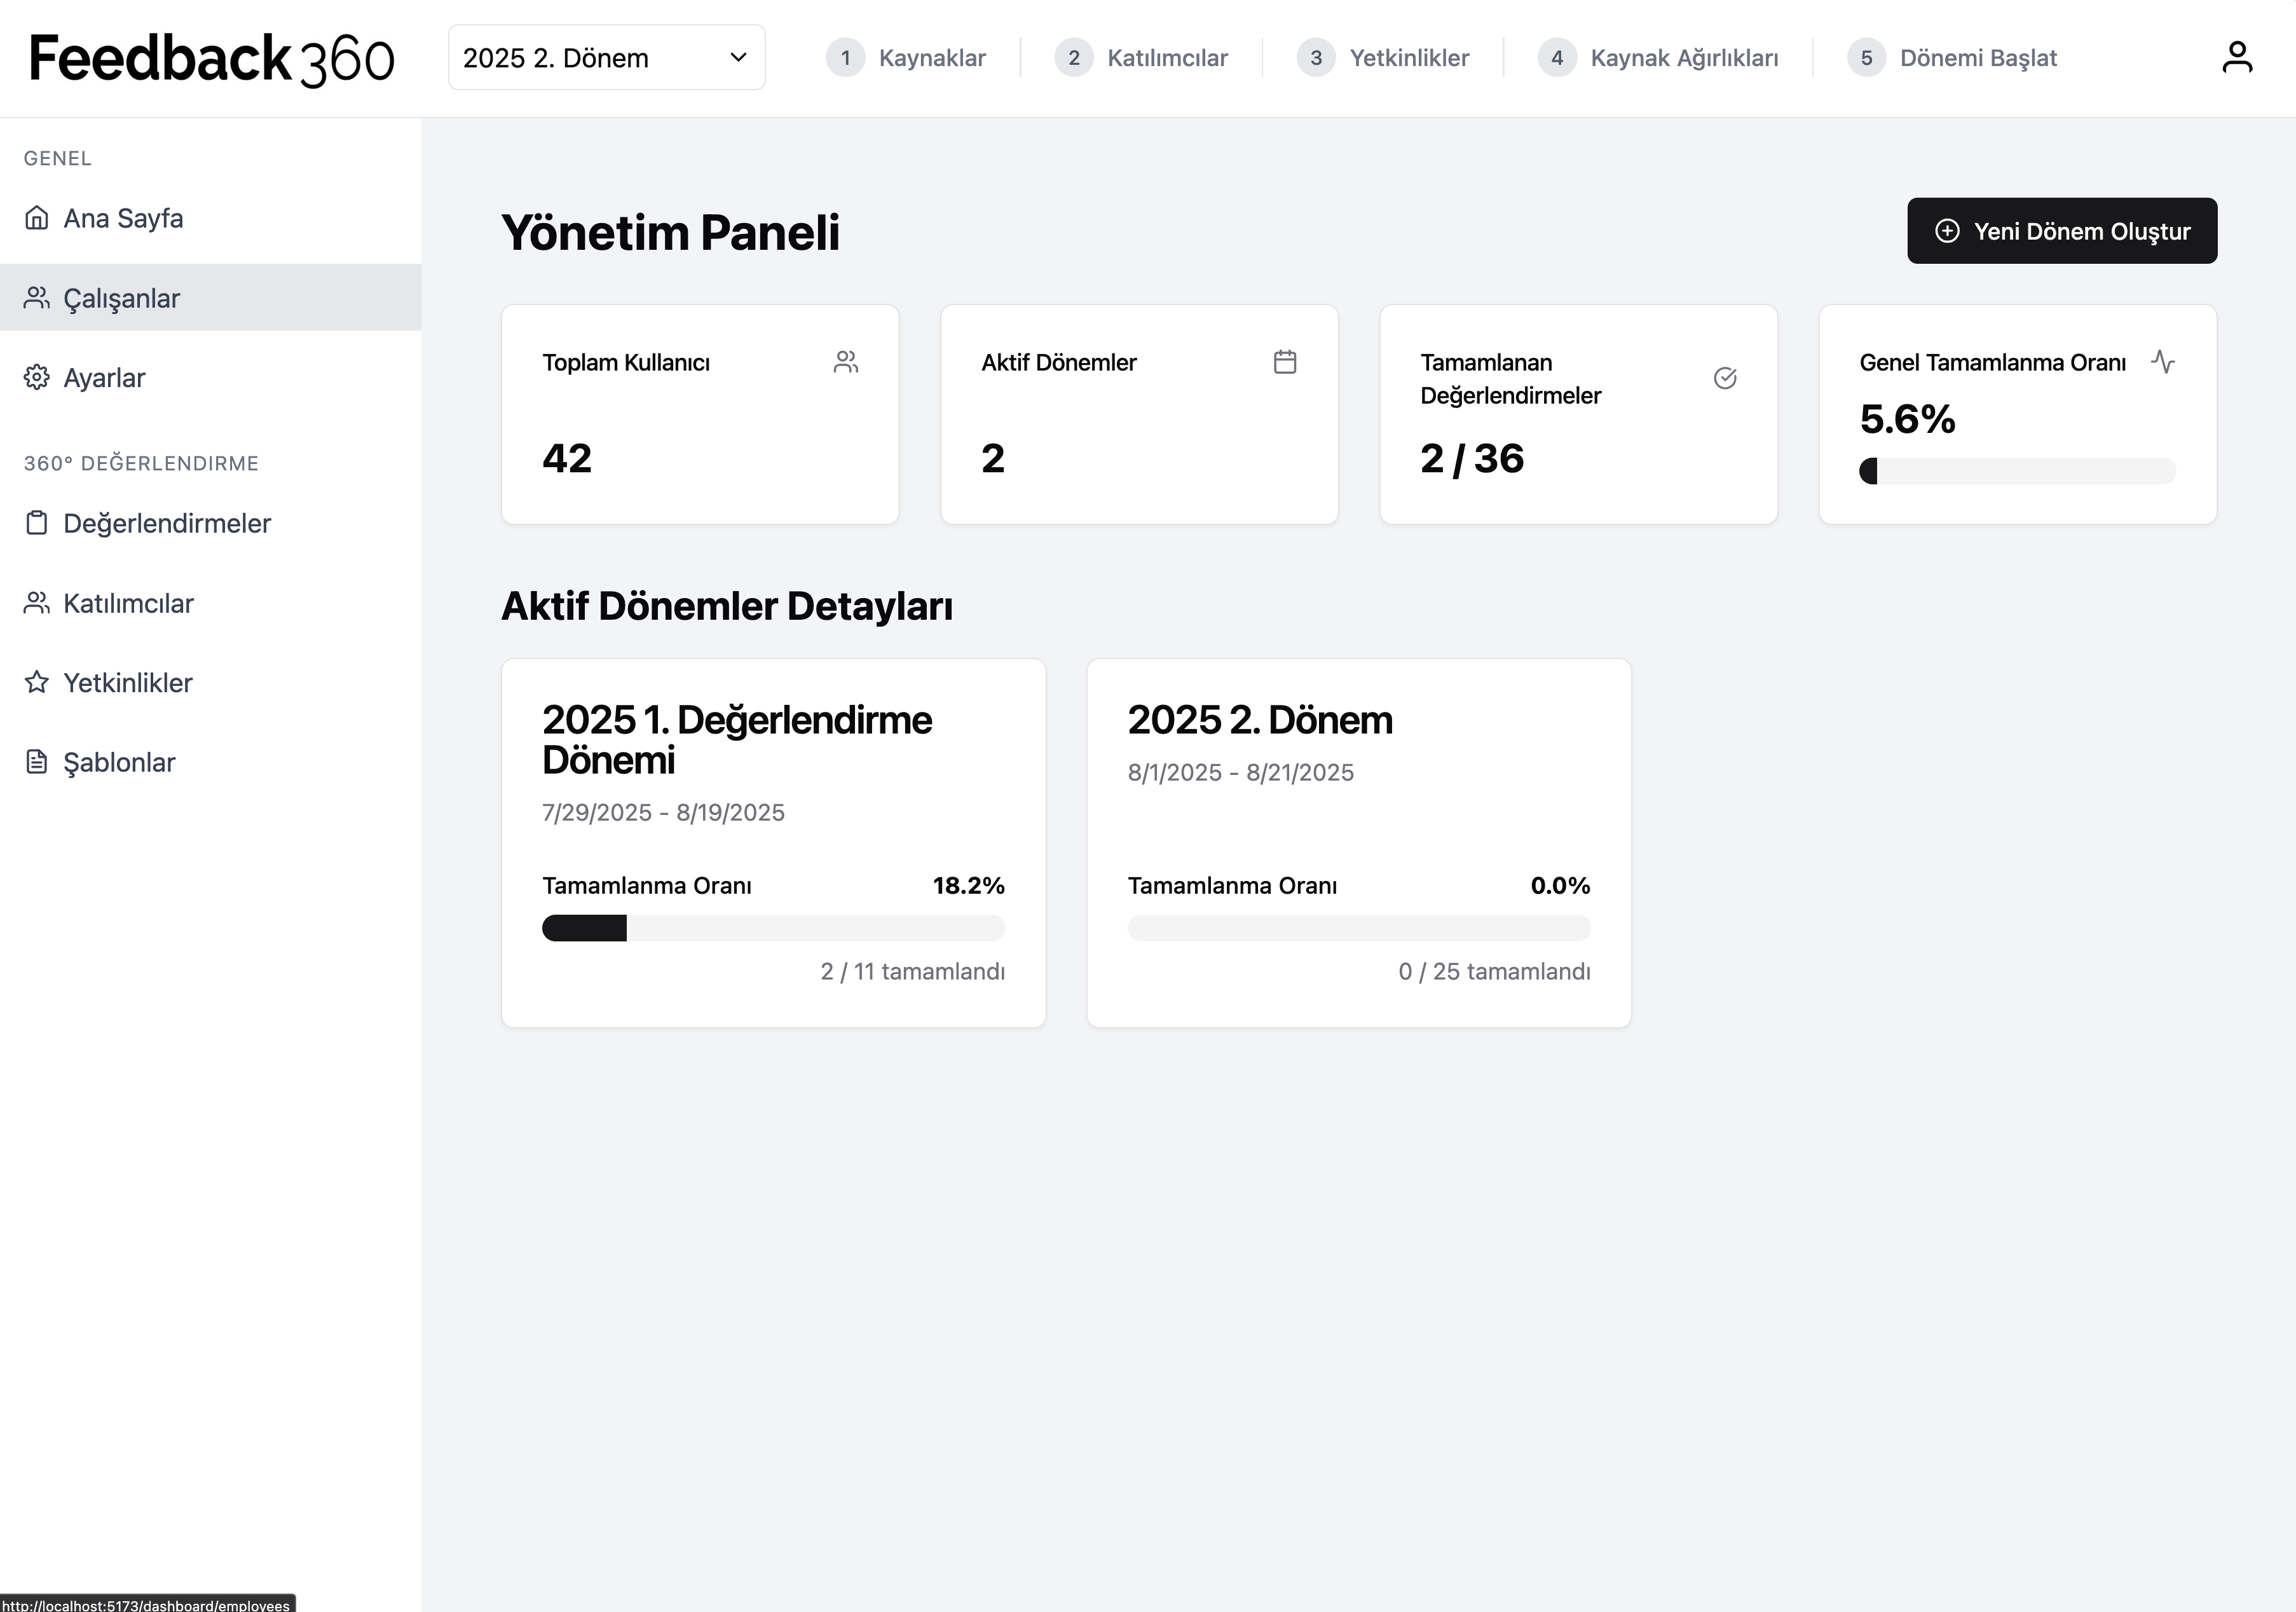 Feedback360
2025 2. Dönem
1 Kaynaklar
2 Katılımcılar
3 Yetkinlikler
4 Kaynak Ağırlıkları
5 Dönemi Başlat
GENEL
Ana Sayfa
Çalışanlar
Ayarlar
360° DEĞERLENDİRME
Değerlendirmeler
Katılımcılar
Yetkinlikler
Şablonlar
Yönetim Paneli
Yeni Dönem Oluştur
Toplam Kullanıcı
42
Aktif Dönemler
2
Tamamlanan
Değerlendirmeler
2 / 36
Genel Tamamlanma Oranı
5.6%
Aktif Dönemler Detayları
2025 1. Değerlendirme
Dönemi
7/29/2025 - 8/19/2025
Tamamlanma Oranı 18.2%
2 / 11 tamamlandı
2025 2. Dönem
8/1/2025 - 8/21/2025
Tamamlanma Oranı 0.0%
0 / 25 tamamlandı
http://localhost:5173/dashboard/employees